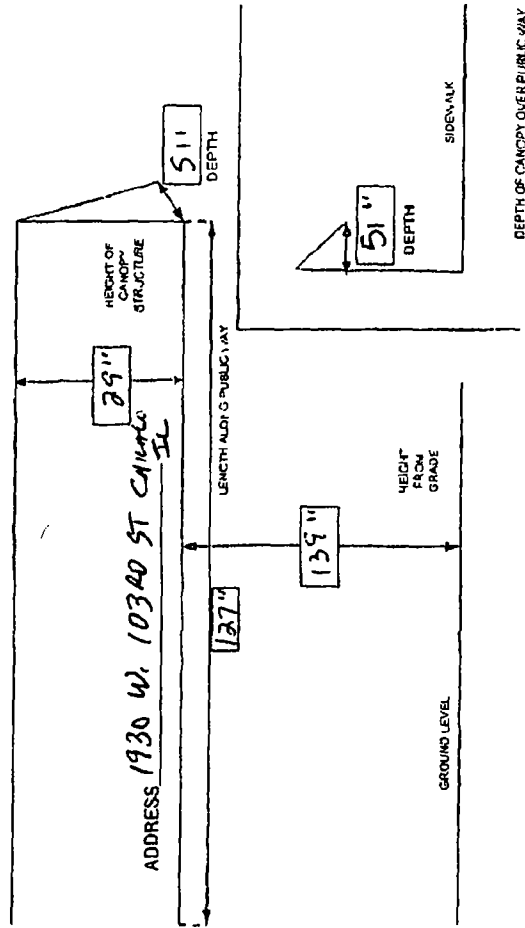 ADDRESS 1930 W. 103RD ST CHICAGO
IL
29"
HEIGHT OF
CANOPY
STRUCTURE
51"
DEPTH
LENGTH ALONG PUBLIC WAY
127"
139"
HEIGHT
FROM
GRADE
GROUND LEVEL
51"
DEPTH
SIDEWALK
DEPTH OF CANOPY OVER PUBLIC WAY